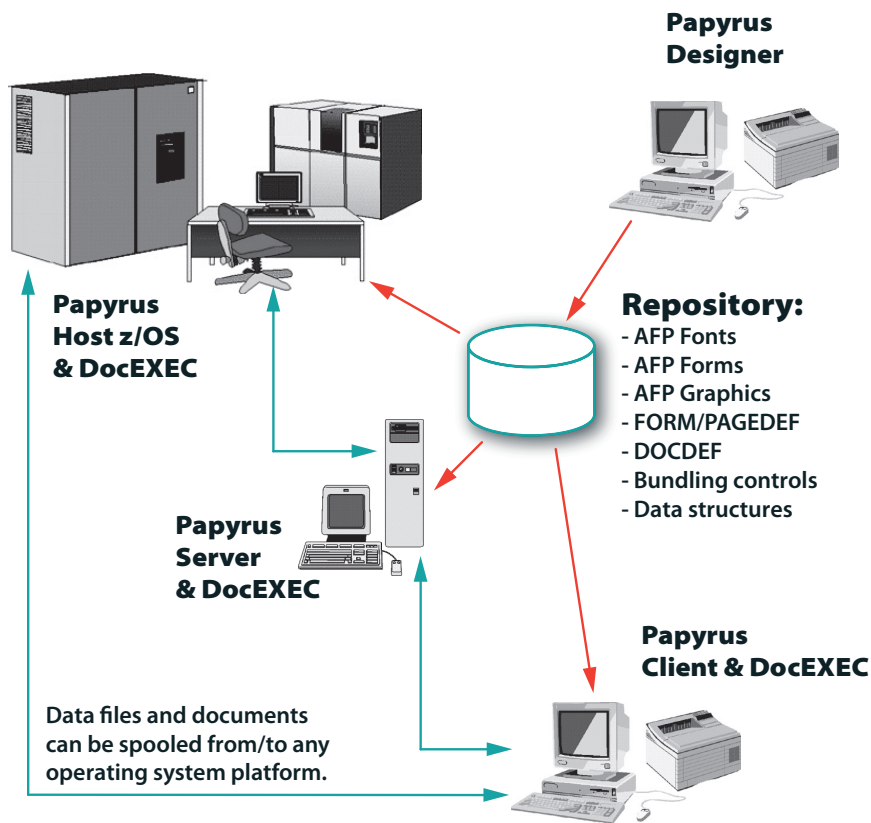 Papyrus
Designer
Papyrus
Host z/OS
& DocEXEC
Repository:
- AFP Fonts
- AFP Forms
- AFP Graphics
- FORM/PAGEDEF
- DOCDEF
- Bundling controls
- Data structures
Papyrus
Server
& DocEXEC
Papyrus
Client & DocEXEC
Data files and documents
can be spooled from/to any
operating system platform.